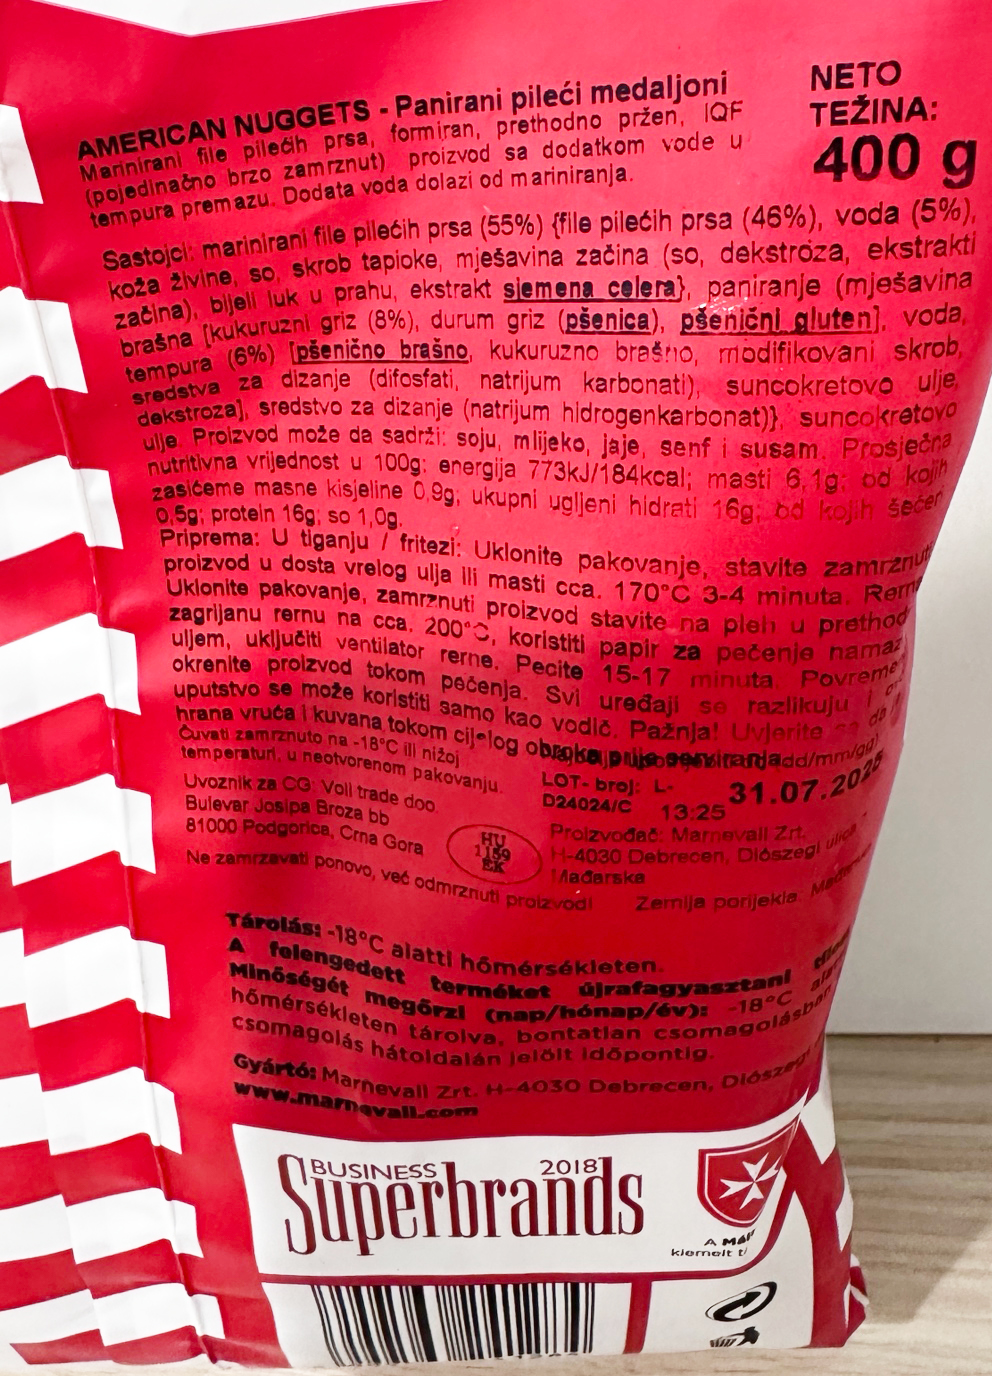 AMERICAN NUGGETS - Panirani pileći medaljoni
Marinirani file pilećih prsa, formiran, prethodno pržen, IQF
(pojedinačno brzo zamrznut) proizvod sa dodatkom vode u
tempura premazu. Dodata voda dolazi od mariniranja.
NETO
TEŽINA:
400 g
Sastojci: marinirani file pilećih prsa (55%) {file pilećih prsa (46%), voda (5%),
koža živine, so, skrob tapioke, mješavina začina (so, dekstroza, ekstrakti
začina), bijeli luk u prahu, ekstrakt sjemena celera}, paniranje (mješavina
brašna [kukuruzni griz (8%), durum griz (pšenica), pšenični gluten], voda,
tempura (6%) [pšenično brašno, kukuruzno brašno, modifikovani skrob,
sredstva za dizanje (difosfati, natrijum karbonati), suncokretovo ulje,
dekstroza], sredstvo za dizanje (natrijum hidrogenkarbonat)}, suncokretovo
ulje Proizvod može da sadrži: soju, mlijeko, jaje, senf i susam. Prosječna
nutritivna vrijednost u 100g: energija 773kJ/184kcal; masti 6,1g; od kojih
zasićeme masne kisjeline 0,9g; ukupni ugljeni hidrati 16g; od kojih šećeri
0,5g; protein 16g; so 1,0g.
Priprema: U tiganju / fritezi: Uklonite pakovanje, stavite zamrznuti
proizvod u dosta vrelog ulja ili masti cca. 170°C 3-4 minuta.
Uklonite pakovanje, zamrznuti proizvod stavite na pleh u
zagrijanu rernu na cca. 200°C, koristiti papir za pečenje
uljem, uključiti ventilator rerne. Pecite 15-17 minuta.
okrenite proizvod tokom pečenja. Svi uređaji se razlikuju
uputstvo se može koristiti samo kao vodič. Pažnja! Uvjerite se da
hrana vruća i kuvana tokom cijelog obroka prije serviranja.
Čuvati zamrznuto na -18°C ili nižoj
temperaturi, u neotvorenom pakovanju.
(dd/mm/gg)
LOT- broj: L-
D24024/C 13:25
31.07.2025
Uvoznik za CG: Voli trade doo.
Bulevar Josipa Broza bb
81000 Podgorica, Crna Gora
HU
1159
EK
Proizvođač: Marnevall Zrt.
H-4030 Debrecen, Diószegi ulica
Mađarska
Ne zamrzavati ponovo, već odmrznuti proizvod!
Zemlja porijekla:
Tárolás: -18°C alatti hőmérsékleten.
A felengedett terméket újrafagyasztani
Minőségét megőrzi (nap/hónap/év): -18°C
hőmérsékleten tárolva, bontatlan csomagolásban
csomagolás hátoldalán jelölt időpontig.
Gyártó: Marnevall Zrt. H-4030 Debrecen, Diószegi
www.marnevall.com
BUSINESS 2018
Superbrands
A
kiemelt